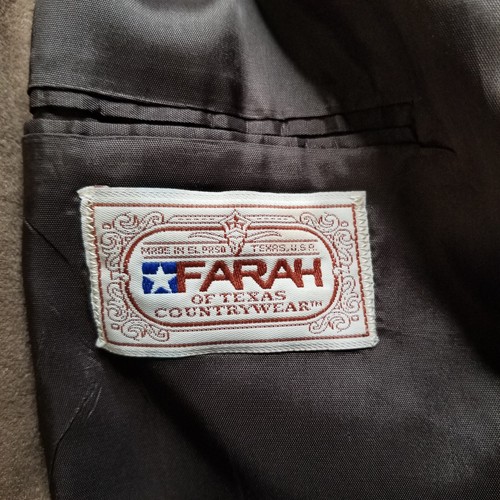 MADE IN EL PASO TEXAS, U.S.A.
FARAH
OF TEXAS
COUNTRYWEAR™